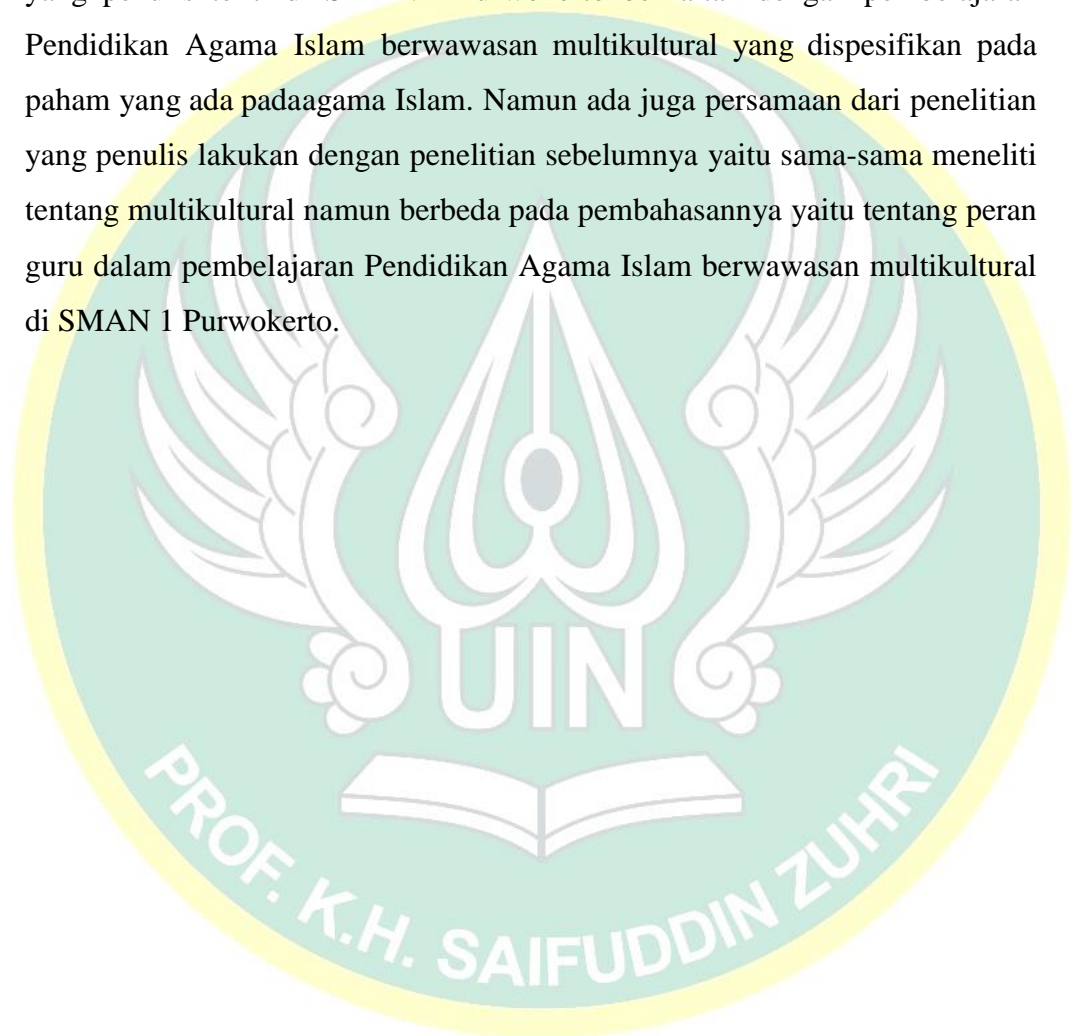 Pendidikan Agama Islam berwawasan multikultural yang dispesifikan pada
paham yang ada padaagama Islam. Namun ada juga persamaan dari penelitian
yang penulis lakukan dengan penelitian sebelumnya yaitu sama-sama meneliti
tentang multikultural namun berbeda pada pembahasannya yaitu tentang peran
guru dalam pembelajaran Pendidikan Agama Islam berwawasan multikultural
di SMAN 1 Purwokerto.
UIN
PROF. K.H. SAIFUDDIN ZUHRI